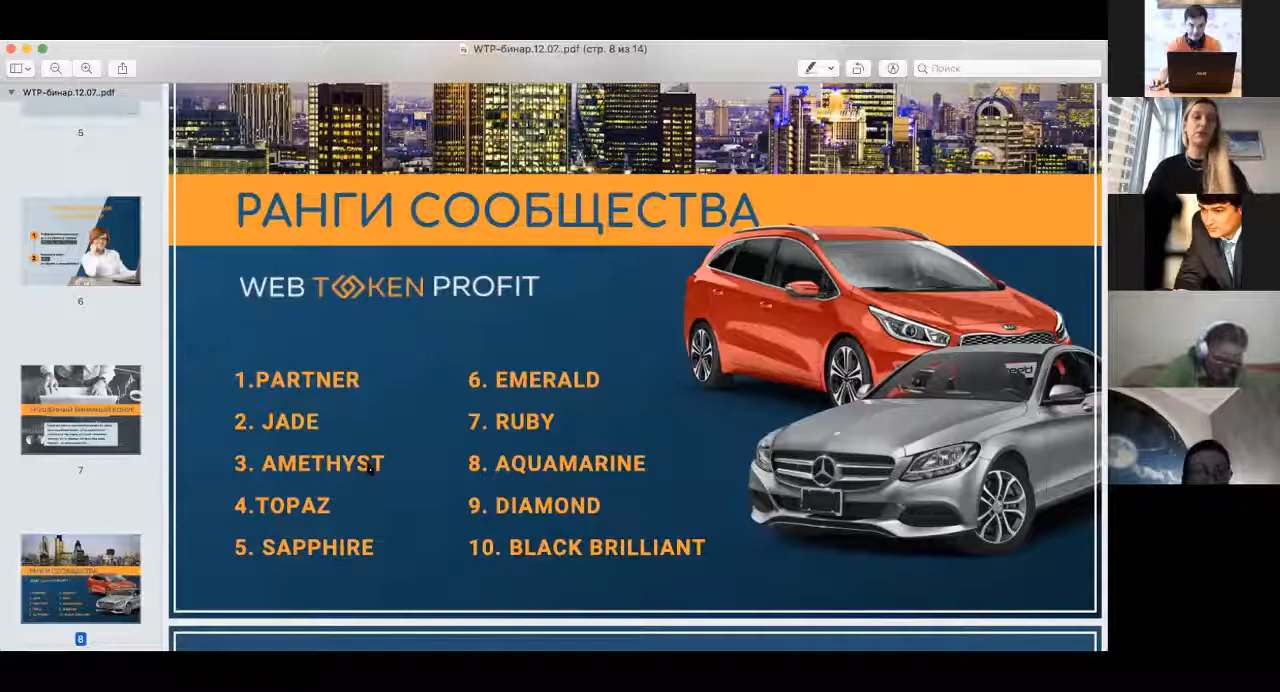 WTP-бинар.12.07..pdf (стр. 8 из 14)
Поиск
WTP-бинар.12.07..pdf
5
6
7
8
РАНГИ СООБЩЕСТВА
WEB TOKEN PROFIT
1.PARTNER
2. JADE
3. AMETHYST
4.TOPAZ
5. SAPPHIRE
6. EMERALD
7. RUBY
8. AQUAMARINE
9. DIAMOND
10. BLACK BRILLIANT